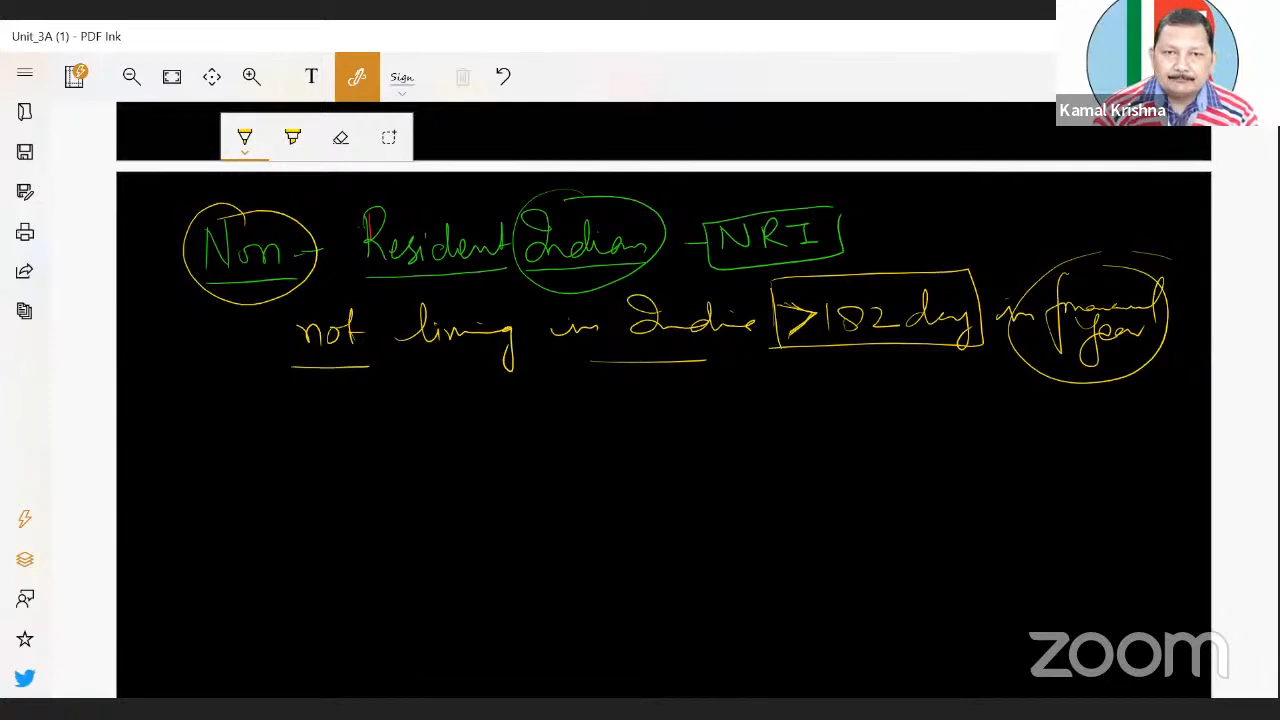 Unit_3A (1) - PDF Ink
T
Sign
Kamal Krishna
Non- Resident Indian - NRI
not living in India >182 day in financial year
zoom